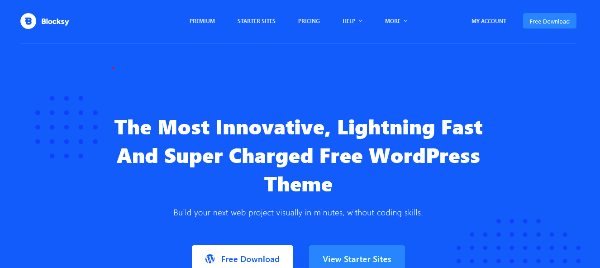 Blocksy PREMIUM STARTER SITES PRICING HELP MORE MY ACCOUNT Free Download
The Most Innovative, Lightning Fast
And Super Charged Free WordPress
Theme
Build your next web project visually in minutes, without coding skills.
Free Download View Starter Sites